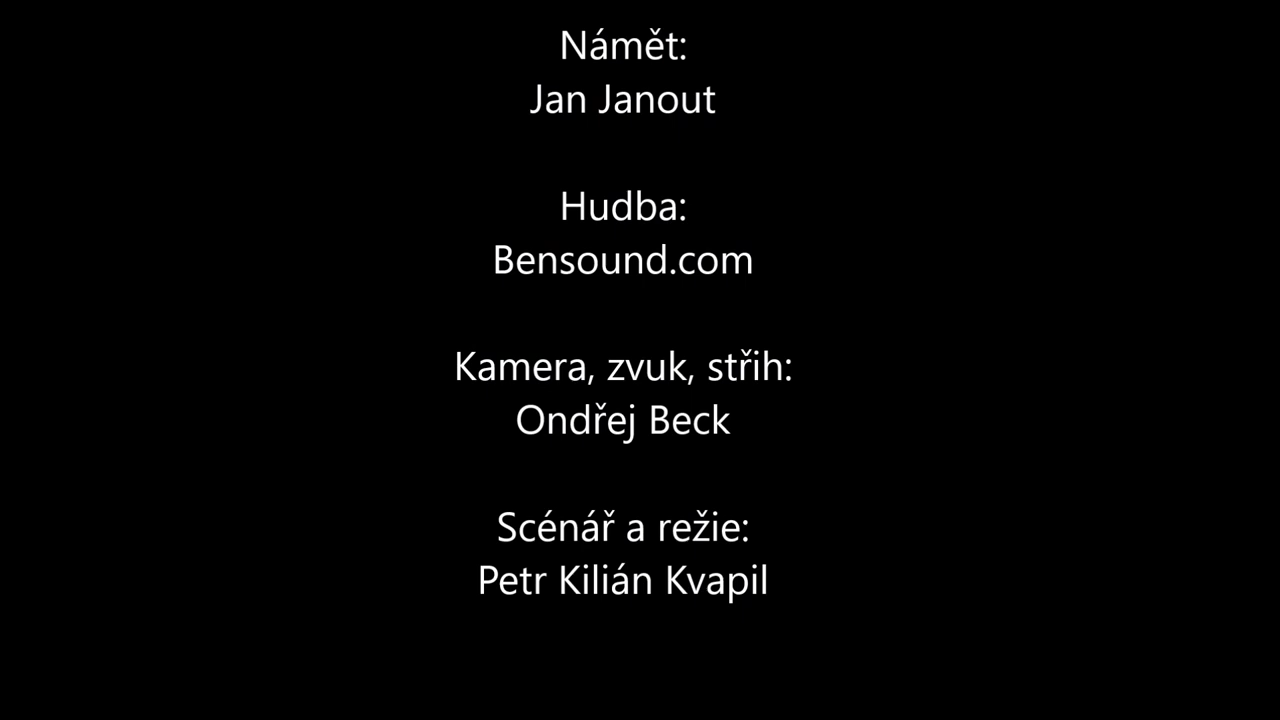 Námět:
Jan Janout
Hudba:
Bensound.com
Kamera, zvuk, střih:
Ondřej Beck
Scénář a režie:
Petr Kilián Kvapil